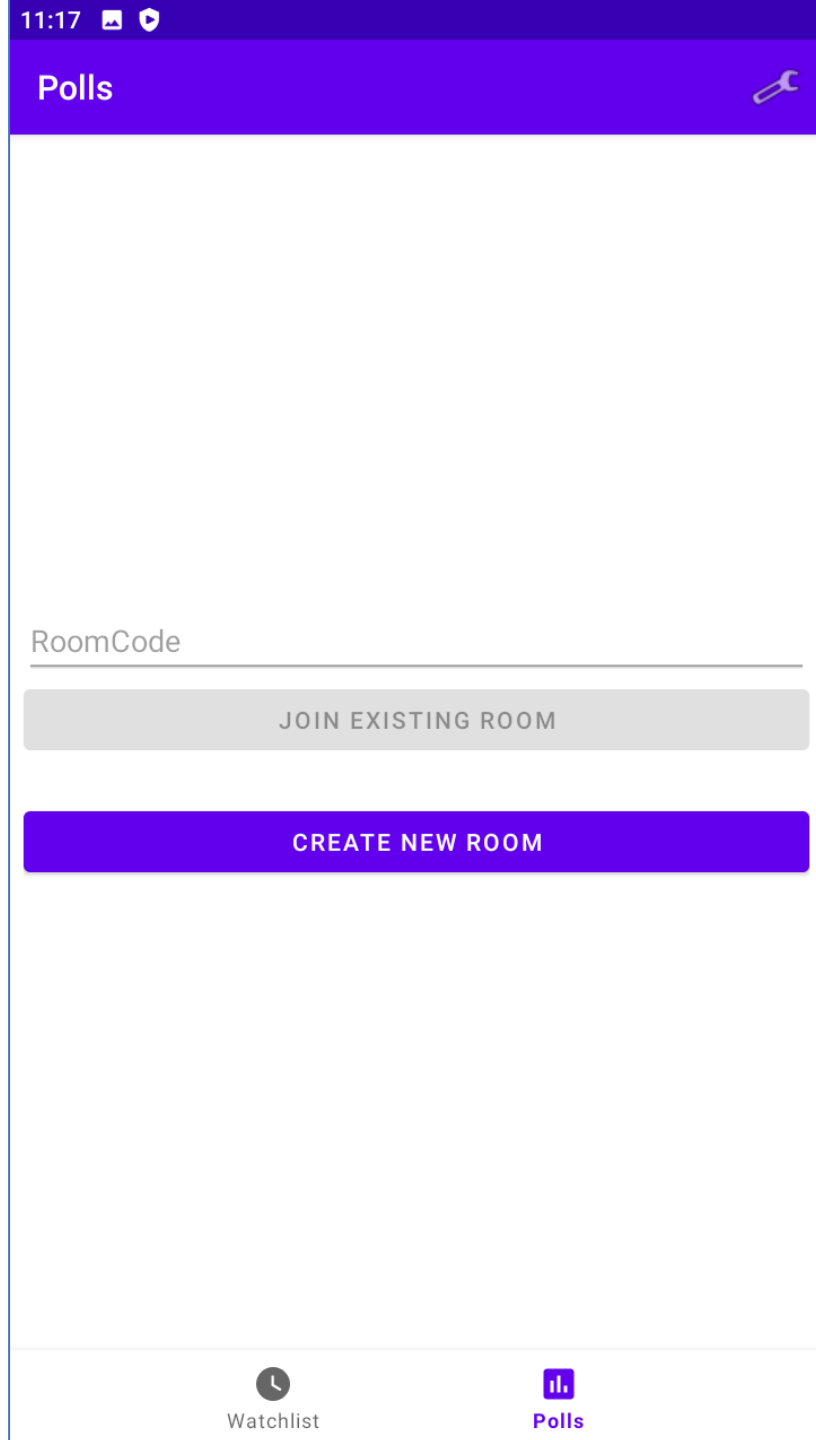 11:17
Polls
RoomCode
JOIN EXISTING ROOM
CREATE NEW ROOM
Watchlist
Polls